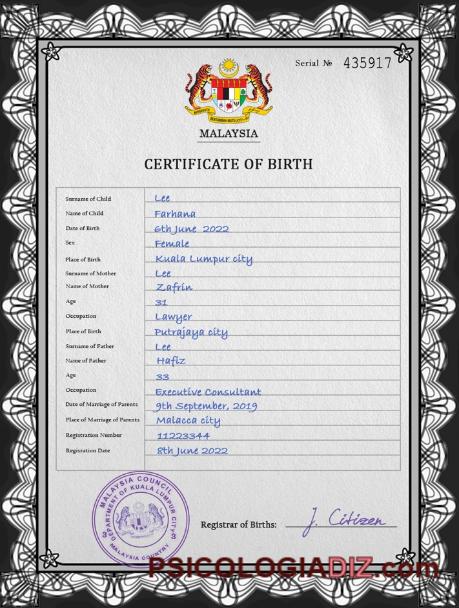 Serial № 435917
MALAYSIA
CERTIFICATE OF BIRTH
Surname of Child Lee
Name of Child Farhana
Date of Birth 6th June 2022
Sex Female
Place of Birth Kuala Lumpur city
Surname of Mother Lee
Name of Mother Zafrin
Age 31
Occupation Lawyer
Place of Birth Putrajaya city
Surname of Father Lee
Name of Father Hafiz
Age 33
Occupation Executive Consultant
Date of Marriage of Parents 9th September, 2019
Place of Marriage of Parents Malacca city
Registration Number 11223344
Registration Date 8th June 2022
MALAYSIA COUNCIL
DEPARTMENT OF KUALA LUMPUR CITY
MALAYSIA COUNTRY
Registrar of Births: J. Citizen
PSICOLOGIADIZ.com